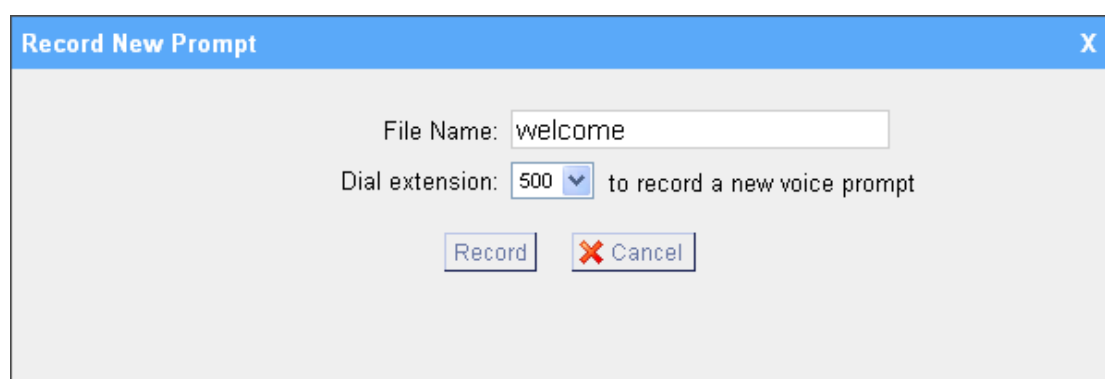 Record New Prompt X
File Name: welcome
Dial extension: 500 to record a new voice prompt
Record Cancel